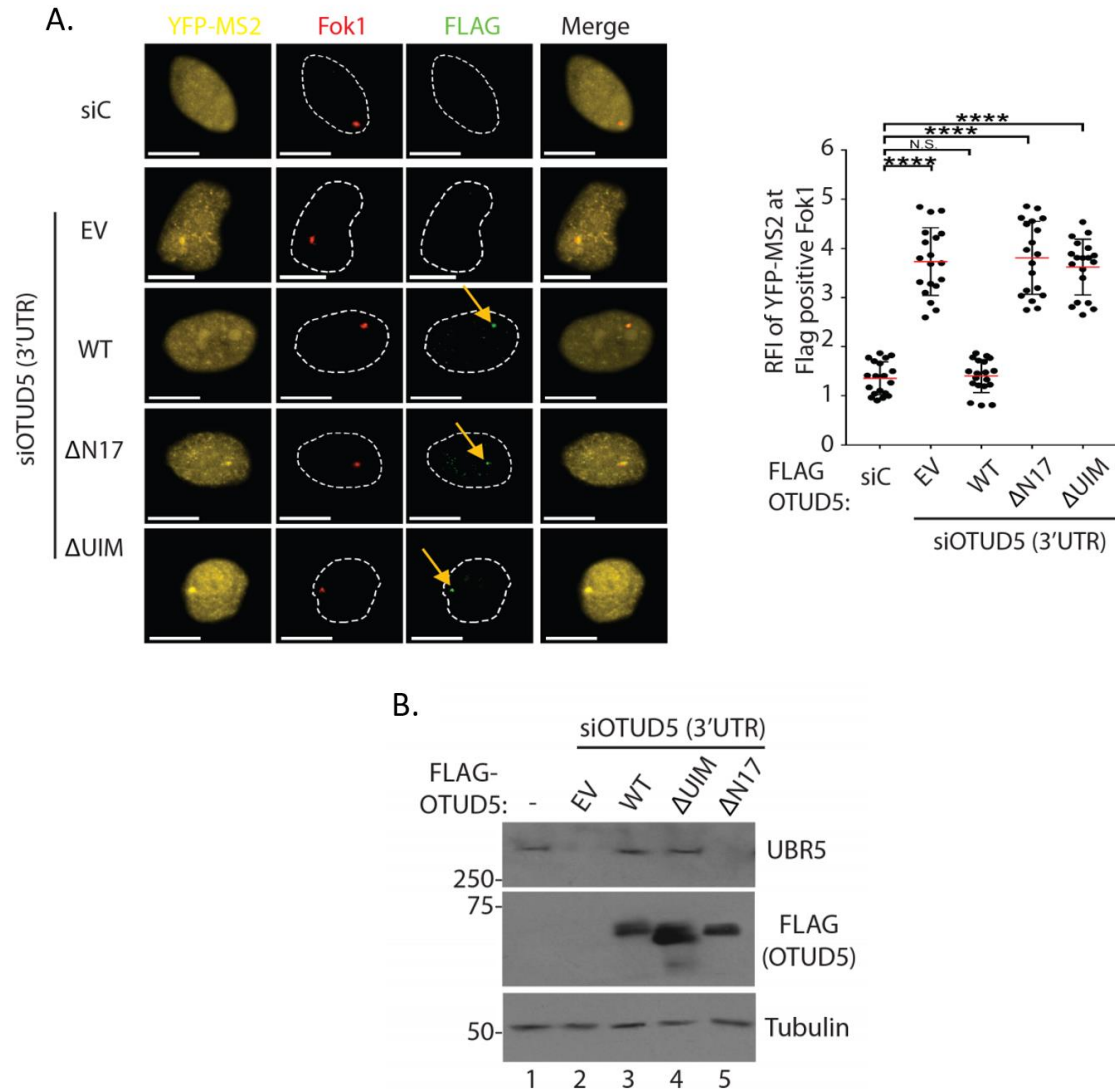 A.
YFP-MS2 Fok1 FLAG Merge
siC
EV
WT
ΔN17
ΔUIM
siOTUD5 (3'UTR)
****
****
N.S.
****
RFI of YFP-MS2 at
Flag positive Fok1
6
5
4
3
2
1
0
FLAG
OTUD5:
siC EV WT ΔN17 ΔUIM
siOTUD5 (3'UTR)
B.
siOTUD5 (3'UTR)
FLAG-
OTUD5: - EV WT ΔUIM ΔN17
UBR5
250-
75-
FLAG
(OTUD5)
50-
Tubulin
1 2 3 4 5